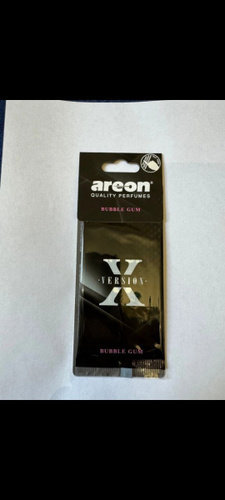 areon
QUALITY PERFUMES
BUBBLE GUM
X
VERSION
BUBBLE GUM